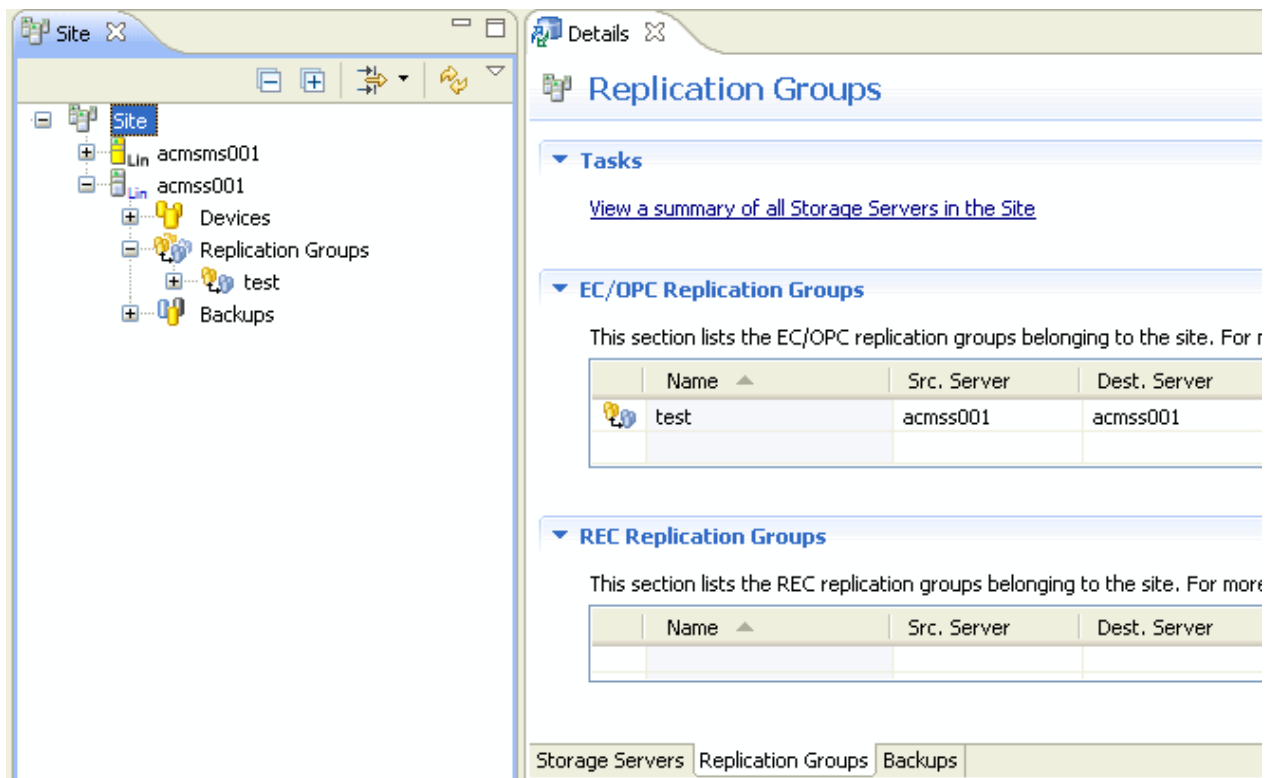 Site
Site
Lin acmsms001
Lin acmss001
Devices
Replication Groups
test
Backups
Details
Replication Groups
Tasks
View a summary of all Storage Servers in the Site
EC/OPC Replication Groups
This section lists the EC/OPC replication groups belonging to the site. For
Name Src. Server Dest. Server
test acmss001 acmss001
REC Replication Groups
This section lists the REC replication groups belonging to the site. For more
Name Src. Server Dest. Server
Storage Servers Replication Groups Backups